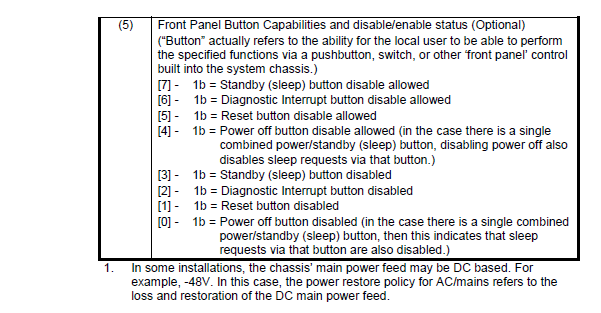 (5) Front Panel Button Capabilities and disable/enable status (Optional)
(“Button” actually refers to the ability for the local user to be able to perform
the specified functions via a pushbutton, switch, or other ‘front panel’ control
built into the system chassis.)
[7] - 1b = Standby (sleep) button disable allowed
[6] - 1b = Diagnostic Interrupt button disable allowed
[5] - 1b = Reset button disable allowed
[4] - 1b = Power off button disable allowed (in the case there is a single
combined power/standby (sleep) button, disabling power off also
disables sleep requests via that button.)
[3] - 1b = Standby (sleep) button disabled
[2] - 1b = Diagnostic Interrupt button disabled
[1] - 1b = Reset button disabled
[0] - 1b = Power off button disabled (in the case there is a single combined
power/standby (sleep) button, then this indicates that sleep
requests via that button are also disabled.)
1. In some installations, the chassis’ main power feed may be DC based. For
example, -48V. In this case, the power restore policy for AC/mains refers to the
loss and restoration of the DC main power feed.